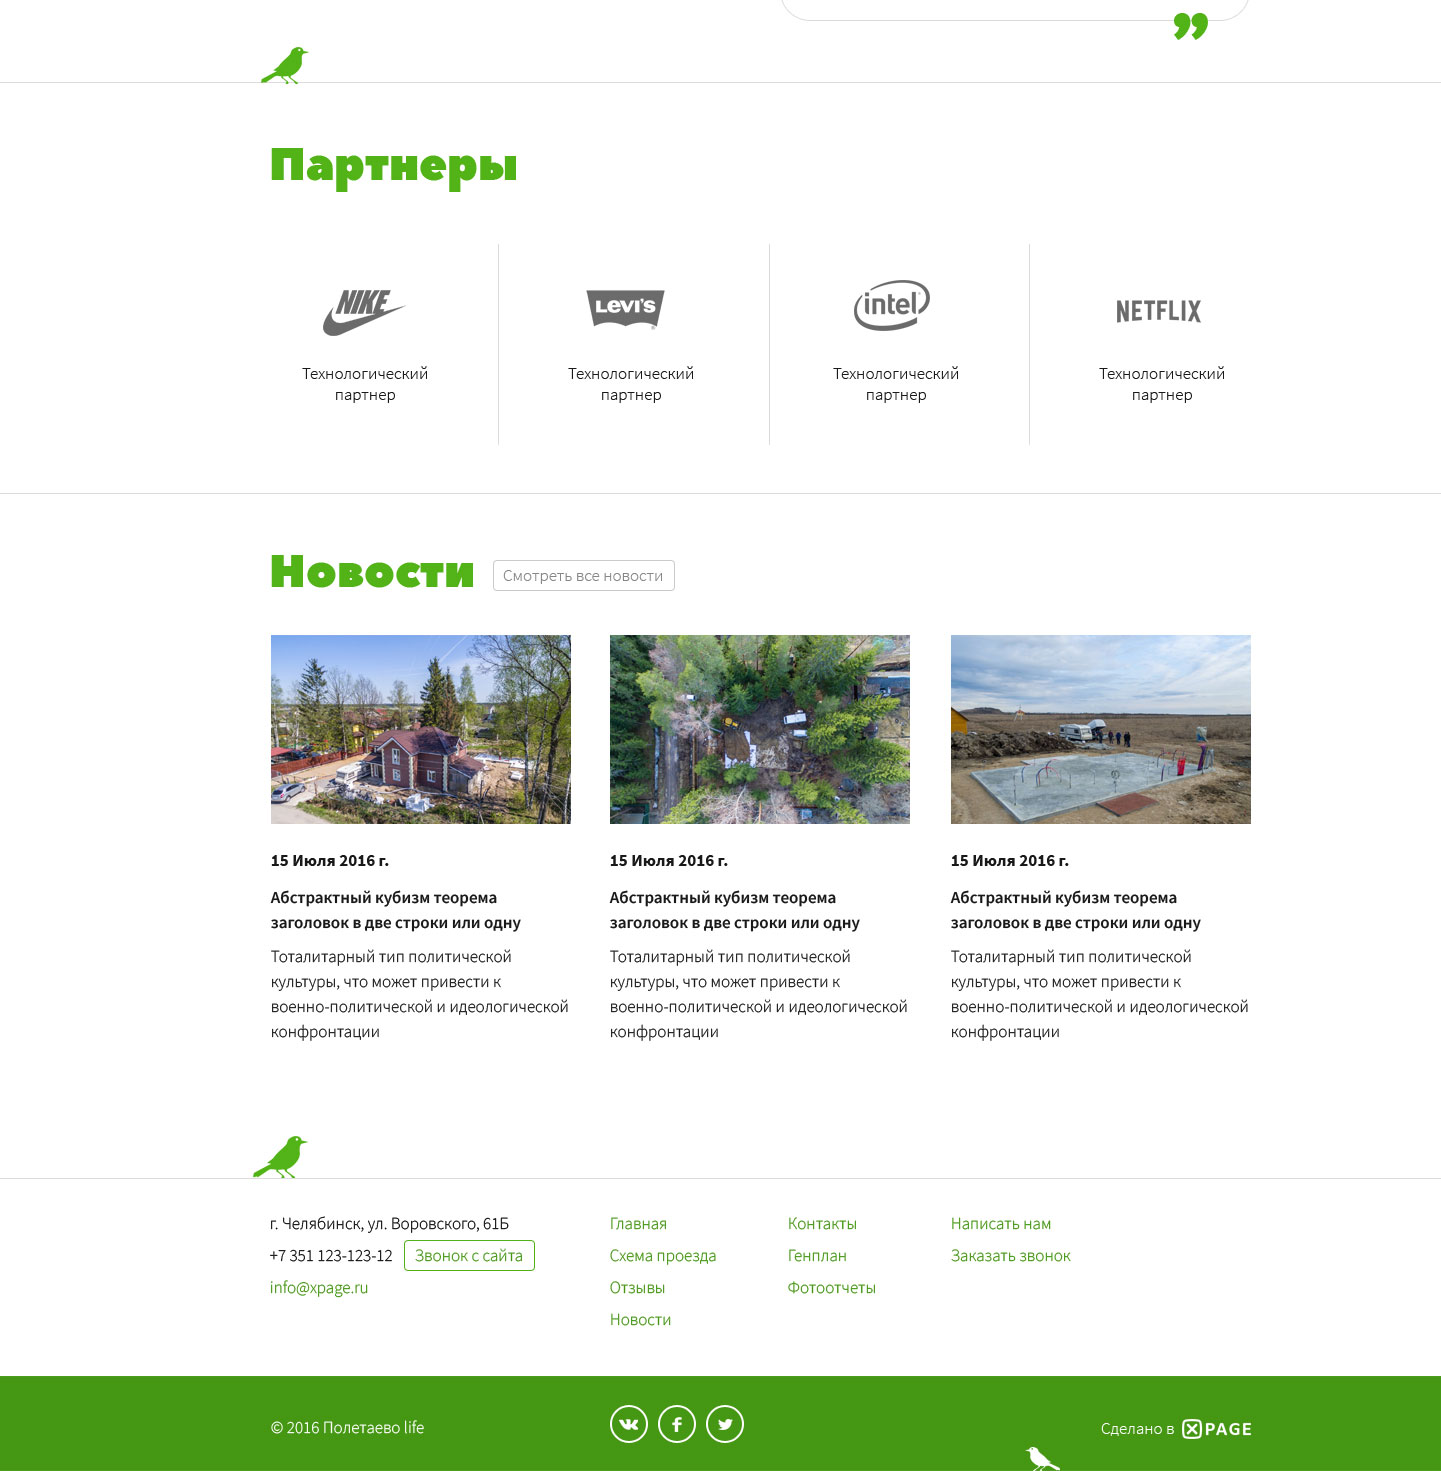 ”
Партнеры
NIKE
LEVI'S
intel
NETFLIX
Технологический
партнер
Технологический
партнер
Технологический
партнер
Технологический
партнер
Новости
Смотреть все новости
15 Июля 2016 г.
Абстрактный кубизм теорема
заголовок в две строки или одну
Тоталитарный тип политической
культуры, что может привести к
военно-политической и идеологической
конфронтации
15 Июля 2016 г.
Абстрактный кубизм теорема
заголовок в две строки или одну
Тоталитарный тип политической
культуры, что может привести к
военно-политической и идеологической
конфронтации
15 Июля 2016 г.
Абстрактный кубизм теорема
заголовок в две строки или одну
Тоталитарный тип политической
культуры, что может привести к
военно-политической и идеологической
конфронтации
г. Челябинск, ул. Воровского, 61Б
+7 351 123-123-12
Звонок с сайта
info@xpage.ru
Главная
Схема проезда
Отзывы
Новости
Контакты
Генплан
Фотоотчеты
Написать нам
Заказать звонок
© 2016 Полетаево life
Сделано в XPAGE